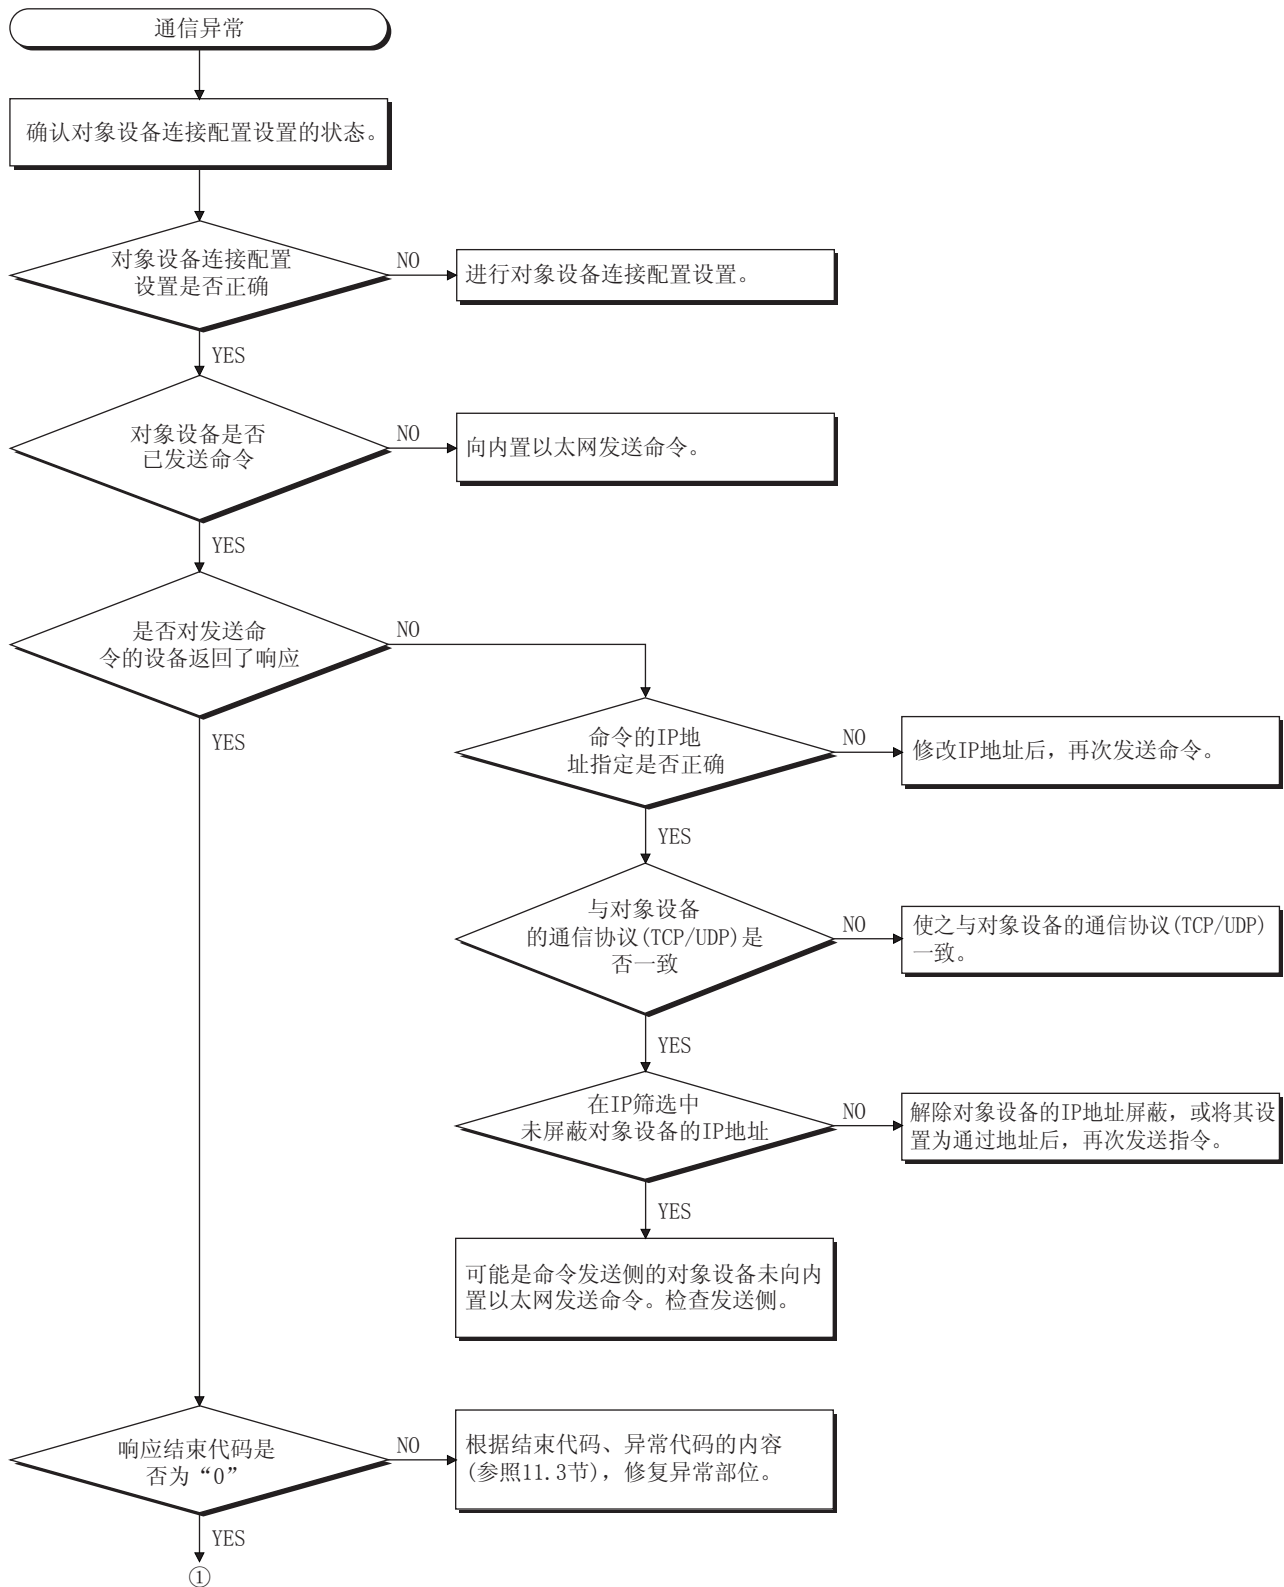 通信异常
确认对象设备连接配置设置的状态。
对象设备连接配置
设置是否正确
NO
进行对象设备连接配置设置。
YES
对象设备是否
已发送命令
NO
向内置以太网发送命令。
YES
是否对发送命
令的设备返回了响应
NO
YES
命令的IP地
址指定是否正确
NO
修改IP地址后，再次发送命令。
YES
与对象设备
的通信协议(TCP/UDP)是
否一致
NO
使之与对象设备的通信协议(TCP/UDP)
一致。
YES
在IP筛选中
未屏蔽对象设备的IP地址
NO
解除对象设备的IP地址屏蔽，或将其设
置为通过地址后，再次发送指令。
YES
可能是命令发送侧的对象设备未向内
置以太网发送命令。检查发送侧。
响应结束代码是
否为“0”
NO
根据结束代码、异常代码的内容
(参照11.3节)，修复异常部位。
YES
①